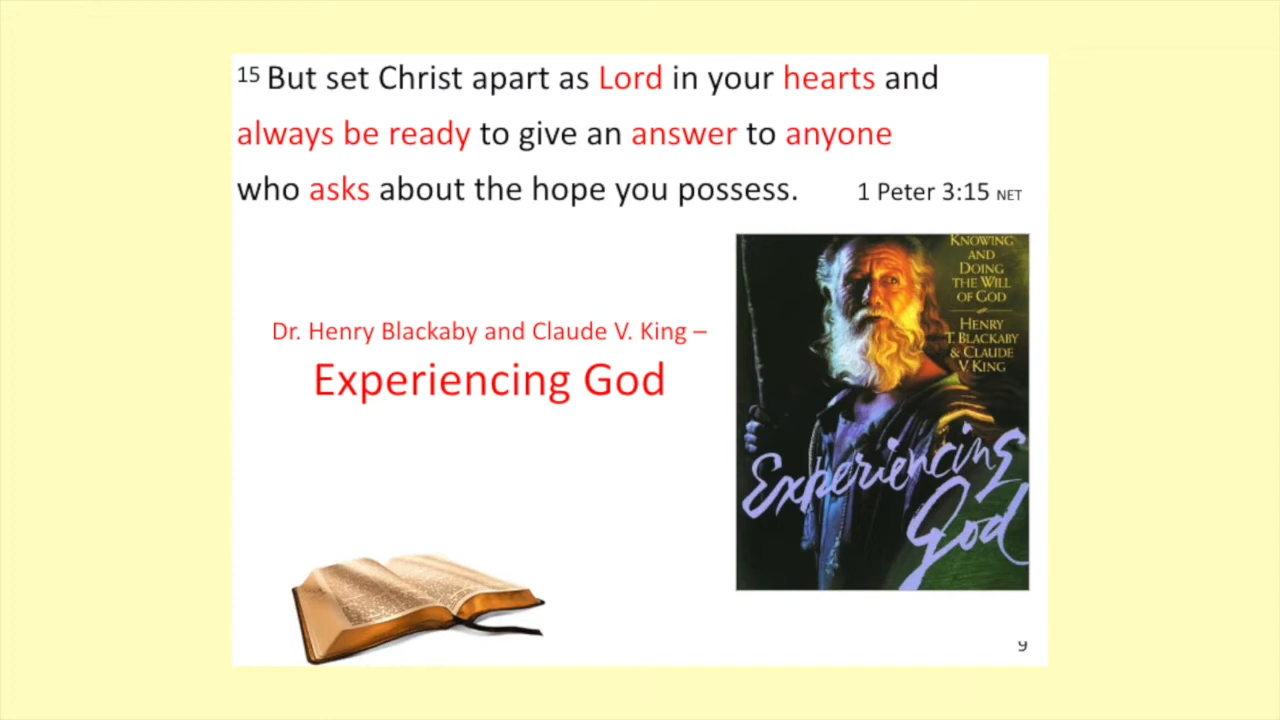 15 But set Christ apart as Lord in your hearts and
always be ready to give an answer to anyone
who asks about the hope you possess. 1 Peter 3:15 NET
Dr. Henry Blackaby and Claude V. King –
Experiencing God
KNOWING
AND
DOING
THE WILL
OF GOD
HENRY
T. BLACKABY
& CLAUDE
V. KING
Experiencing
God
9